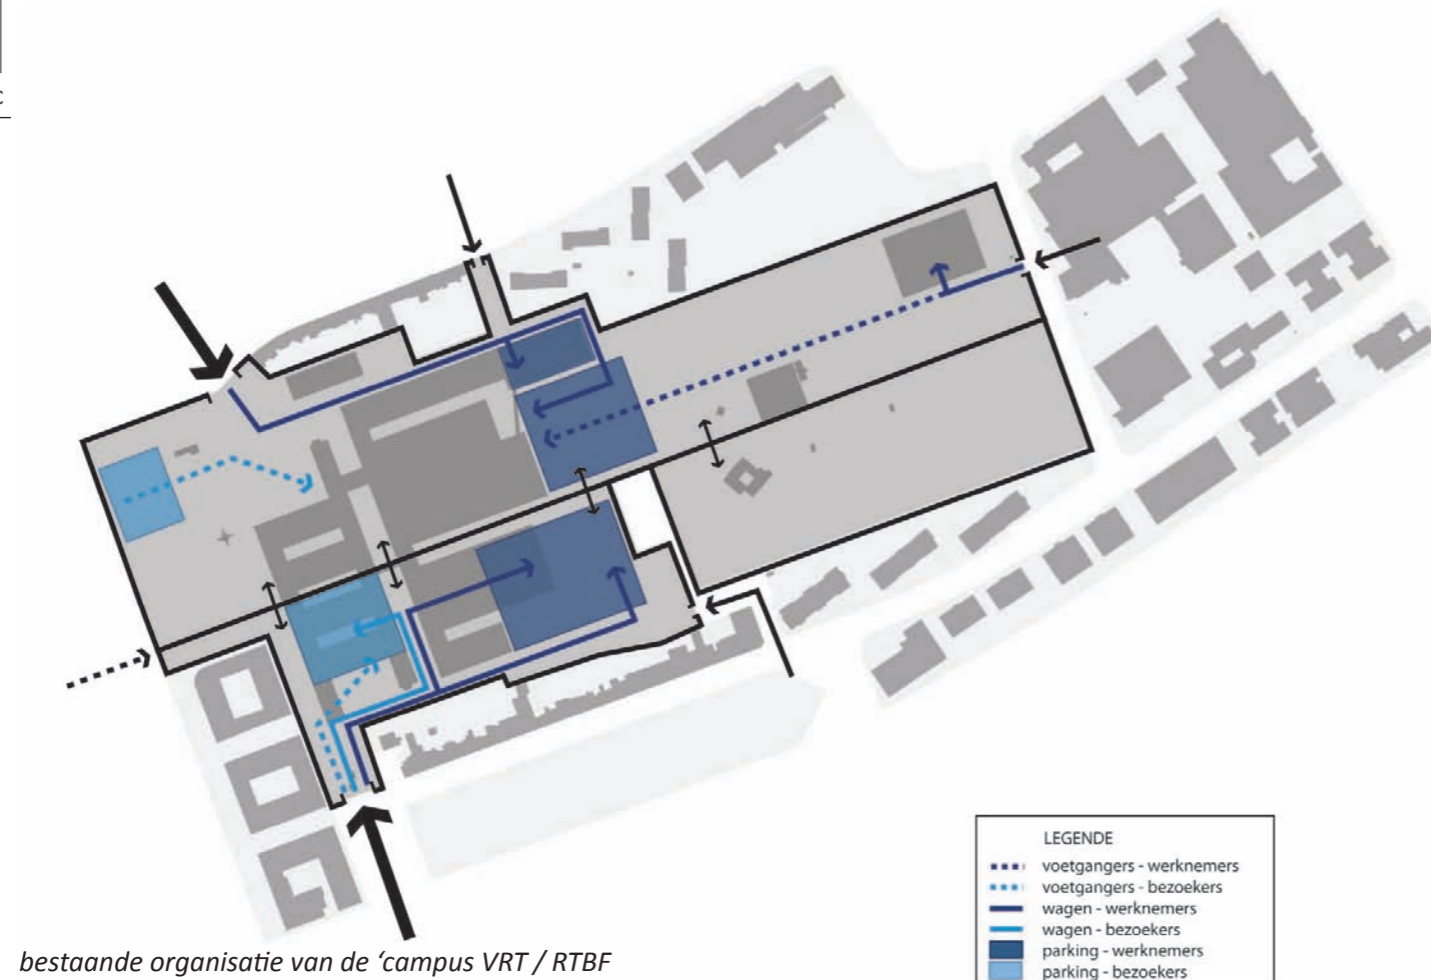 c
LEGENDE
voetgangers - werknemers
voetgangers - bezoekers
wagen - werknemers
wagen - bezoekers
parking - werknemers
parking - bezoekers
bestaande organisatie van de ‘campus VRT / RTBF